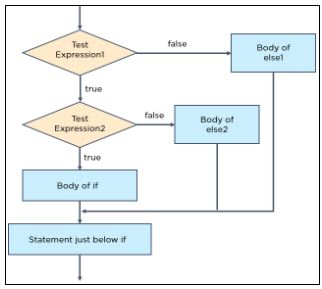 Test
Expression1
false
Body of
else1
true
Test
Expression2
false
Body of
else2
true
Body of if
Statement just below if